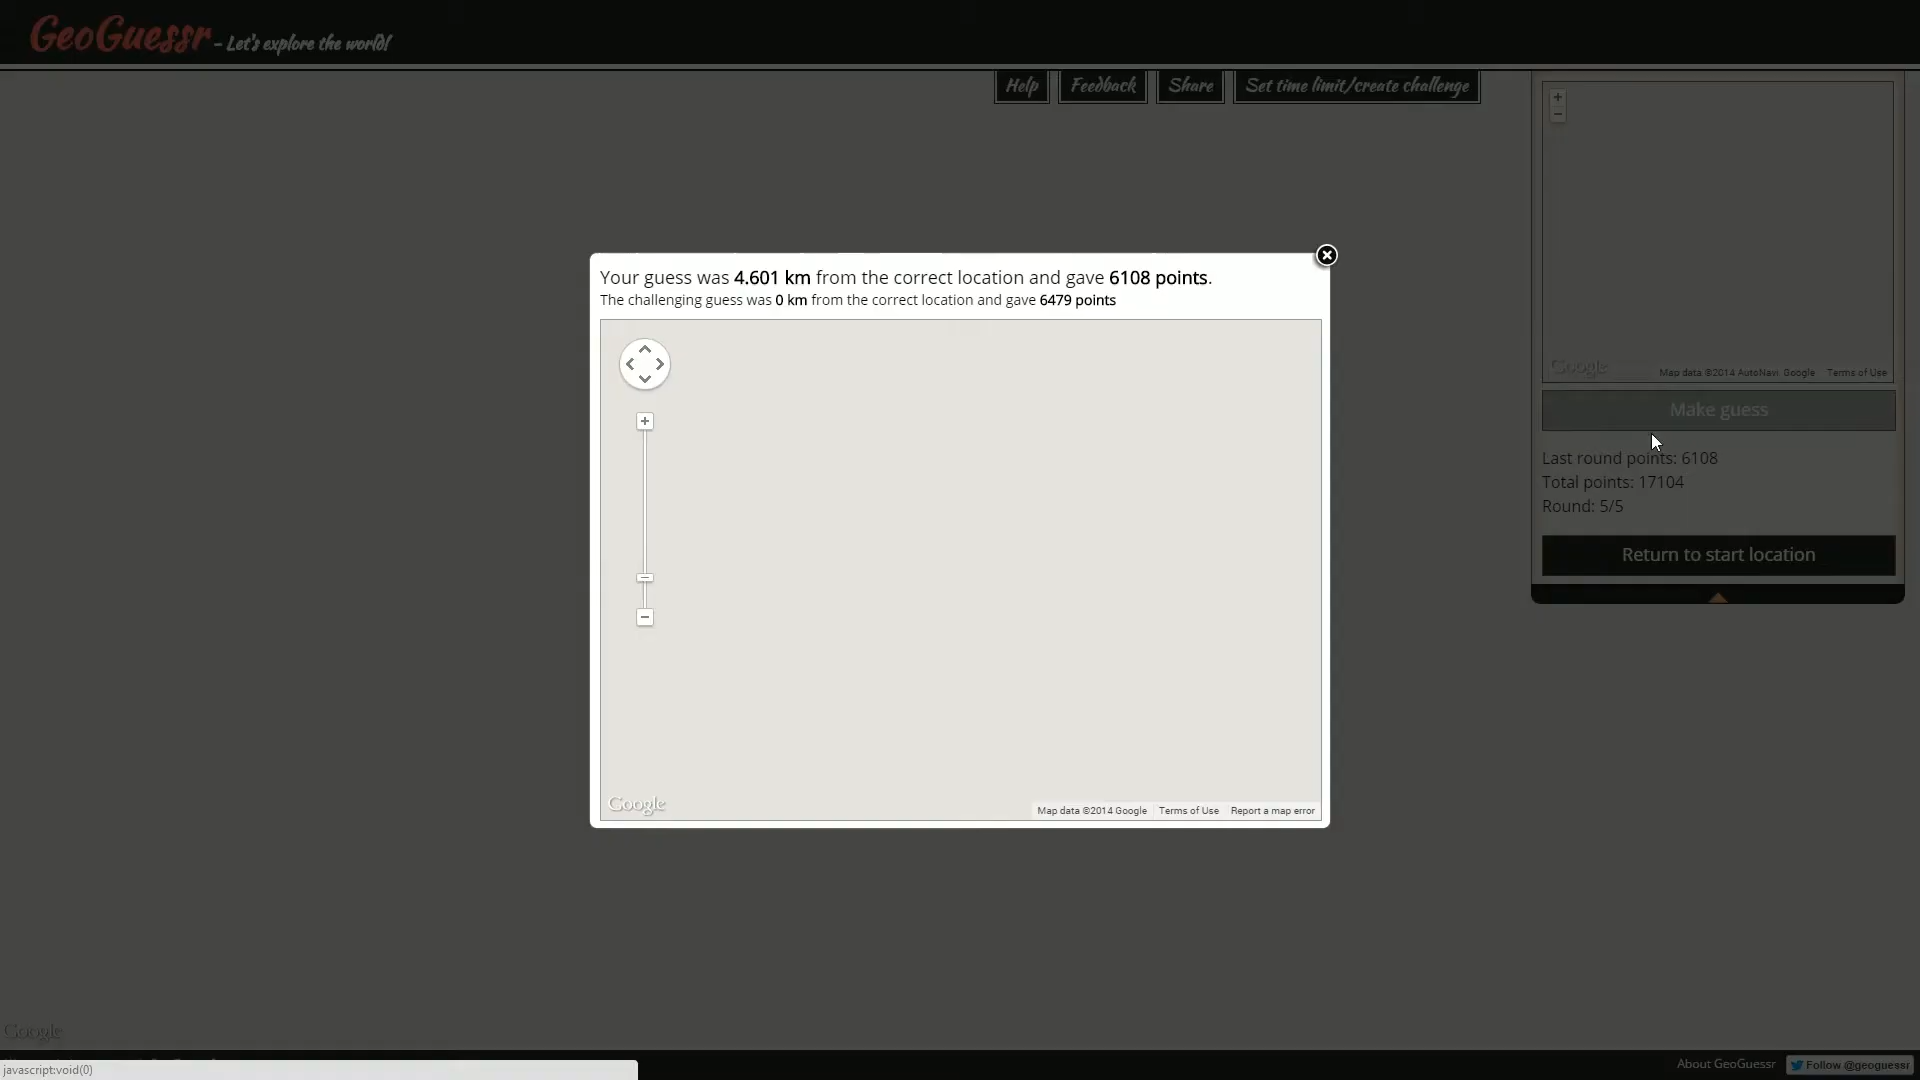 GeoGuessr - Let's explore the world!
Help
Feedback
Share
Set time limit/create challenge
+
−
Google
Map data ©2014 AutoNavi Google
Terms of Use
Make guess
Last round points: 6108
Total points: 17104
Round: 5/5
Return to start location
Your guess was 4.601 km from the correct location and gave 6108 points.
The challenging guess was 0 km from the correct location and gave 6479 points
+
−
Google
Map data ©2014 Google
Terms of Use
Report a map error
Google
javascript:void(0)
About GeoGuessr
Follow @geoguessr